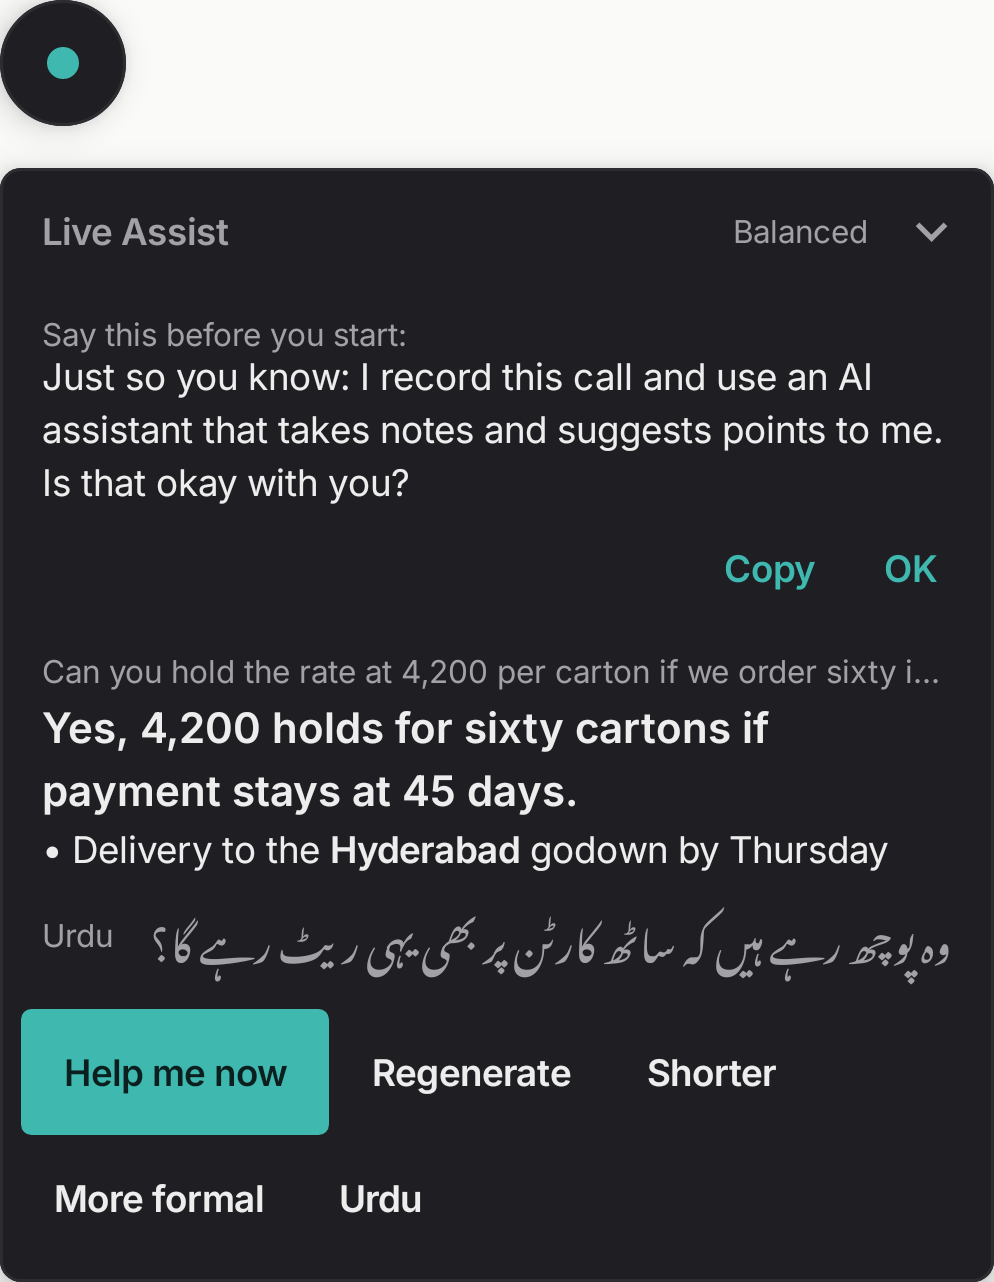 Live Assist
Balanced
Say this before you start:
Just so you know: I record this call and use an AI
assistant that takes notes and suggests points to me.
Is that okay with you?
Copy
OK
Can you hold the rate at 4,200 per carton if we order sixty i...
Yes, 4,200 holds for sixty cartons if
payment stays at 45 days.
• Delivery to the Hyderabad godown by Thursday
Urdu
وہ پوچھ رہے ہیں کہ ساٹھ کارٹن پر بھی یہی ریٹ رہے گا؟
Help me now
Regenerate
Shorter
More formal
Urdu